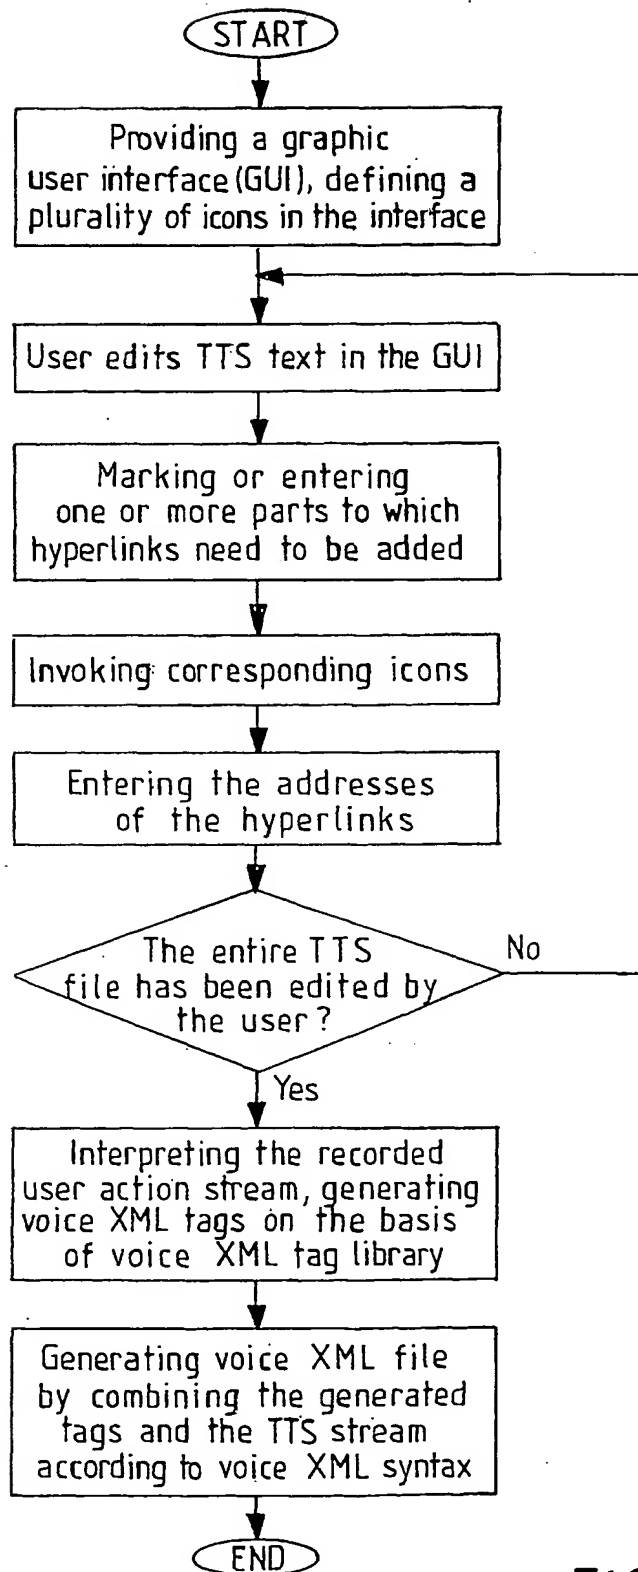 START
Providing a graphic
user interface (GUI), defining a
plurality of icons in the interface
User edits TTS text in the GUI
Marking or entering
one or more parts to which
hyperlinks need to be added
Invoking corresponding icons
Entering the addresses
of the hyperlinks
The entire TTS
file has been edited by
the user?
No
Yes
Interpreting the recorded
user action stream, generating
voice XML tags on the basis
of voice XML tag library
Generating voice XML file
by combining the generated
tags and the TTS stream
according to voice XML syntax
END